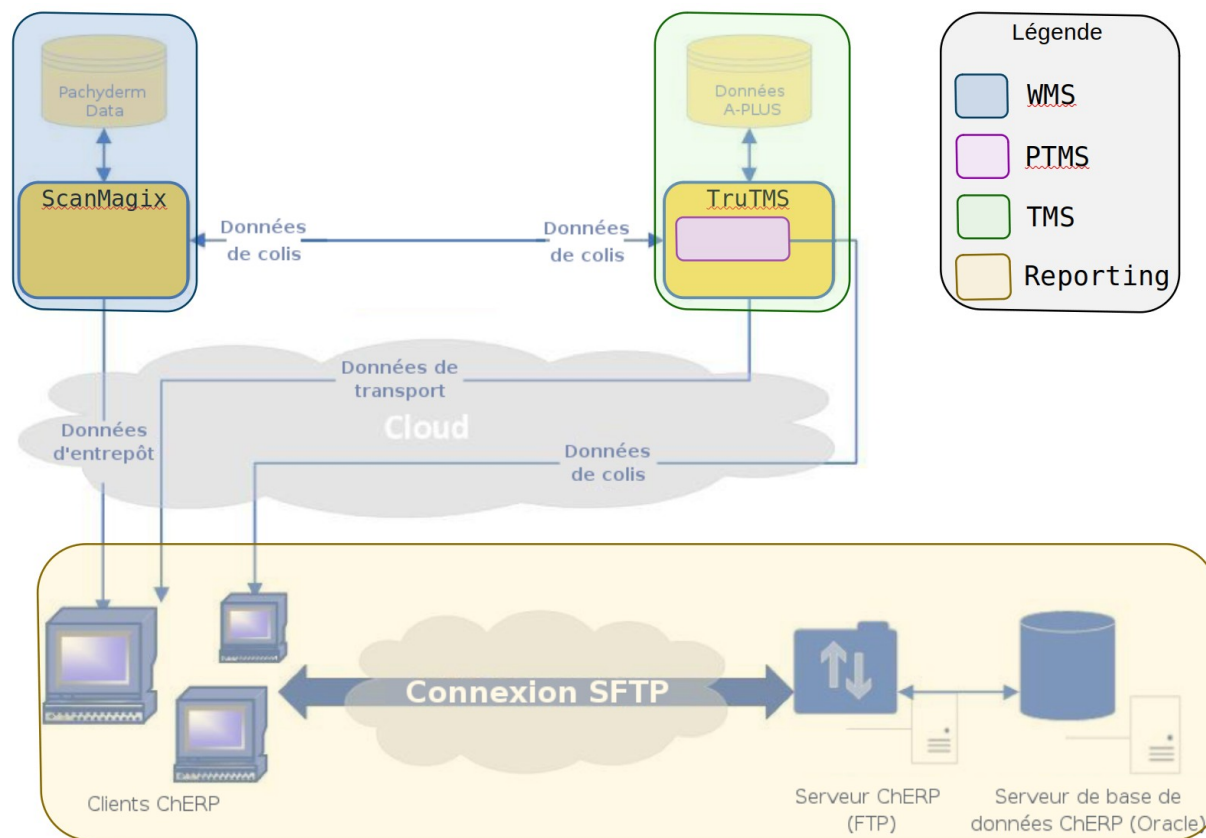 Pachyderm
Data
ScanMagix
Données
de colis
Données
de colis
Données
A-PLUS
TruTMS
Légende
WMS
PTMS
TMS
Reporting
Données de
transport
Cloud
Données
d'entrepôt
Données
de colis
Connexion SFTP
Clients ChERP
Serveur ChERP
(FTP)
Serveur de base de
données ChERP (Oracle)